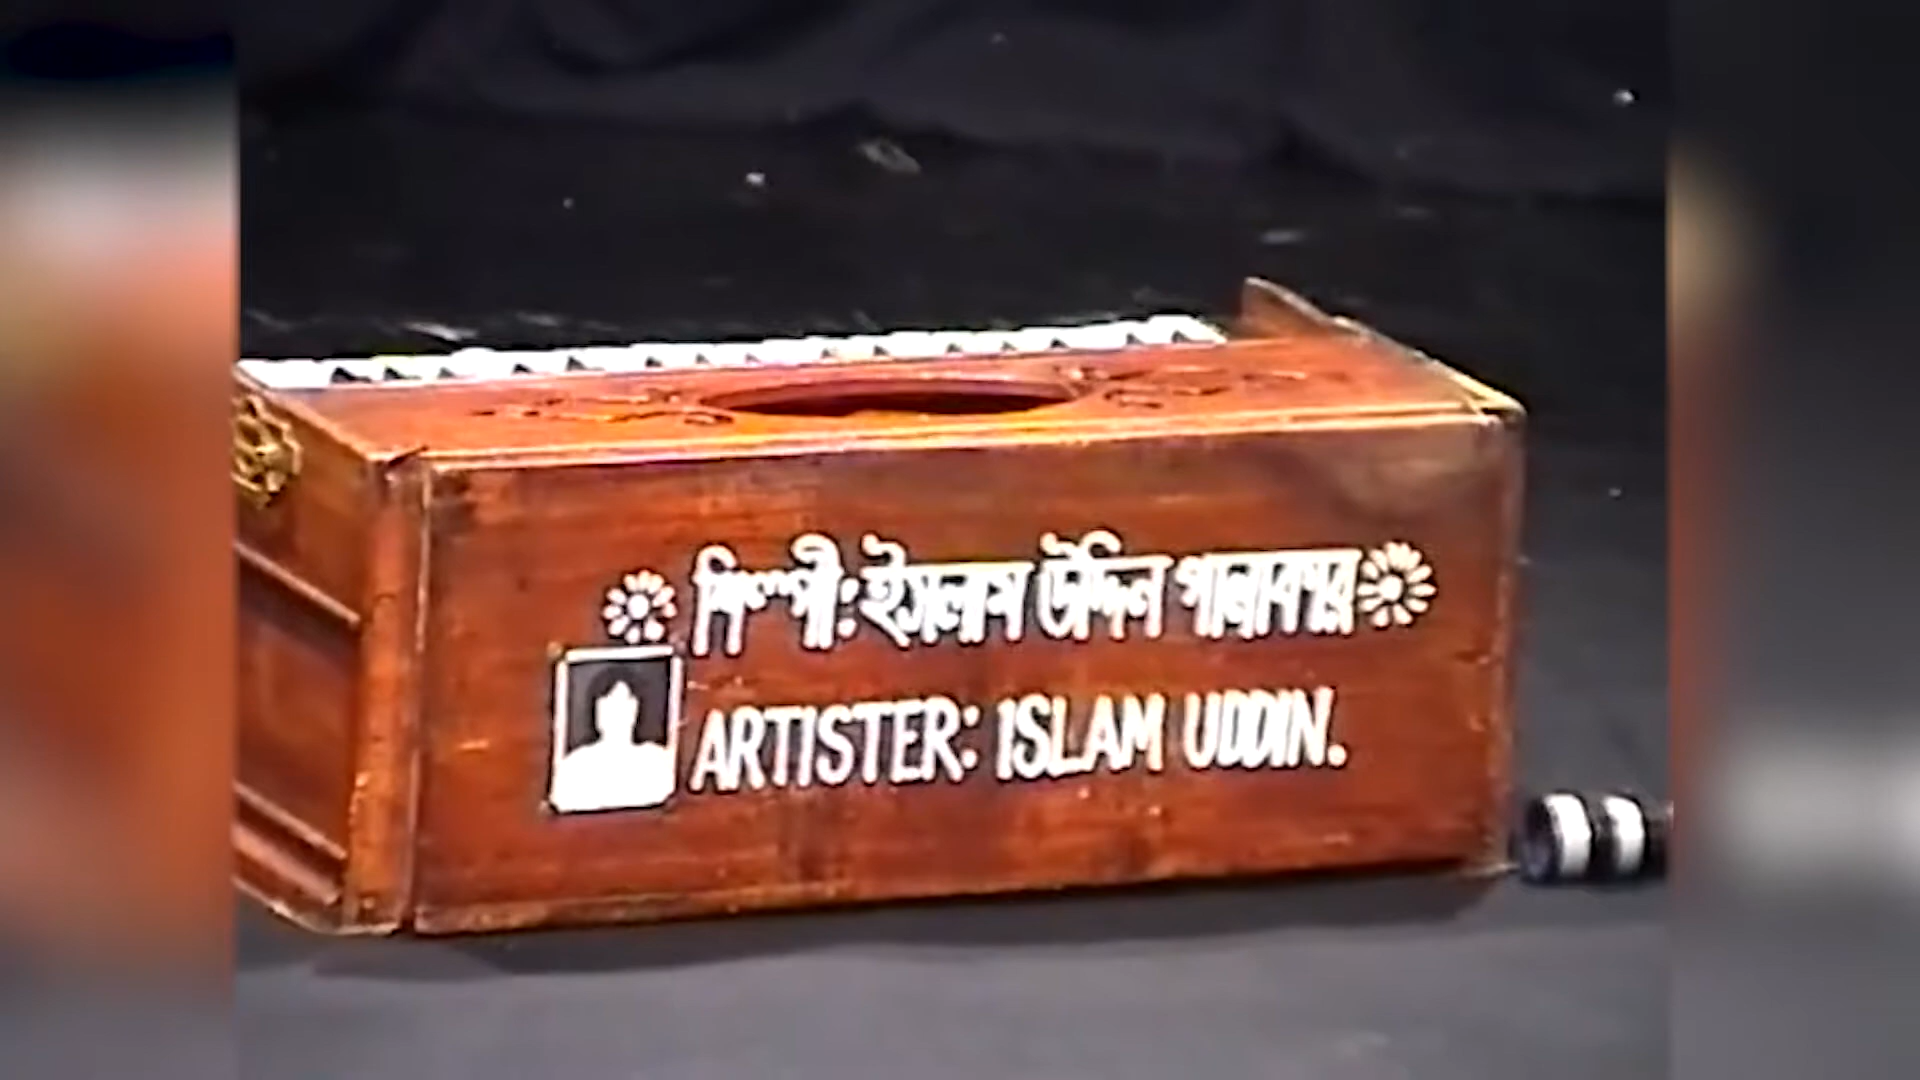 শিল্পী: ইসলাম উদ্দিন পালাকার
ARTISTER: ISLAM UDDIN.